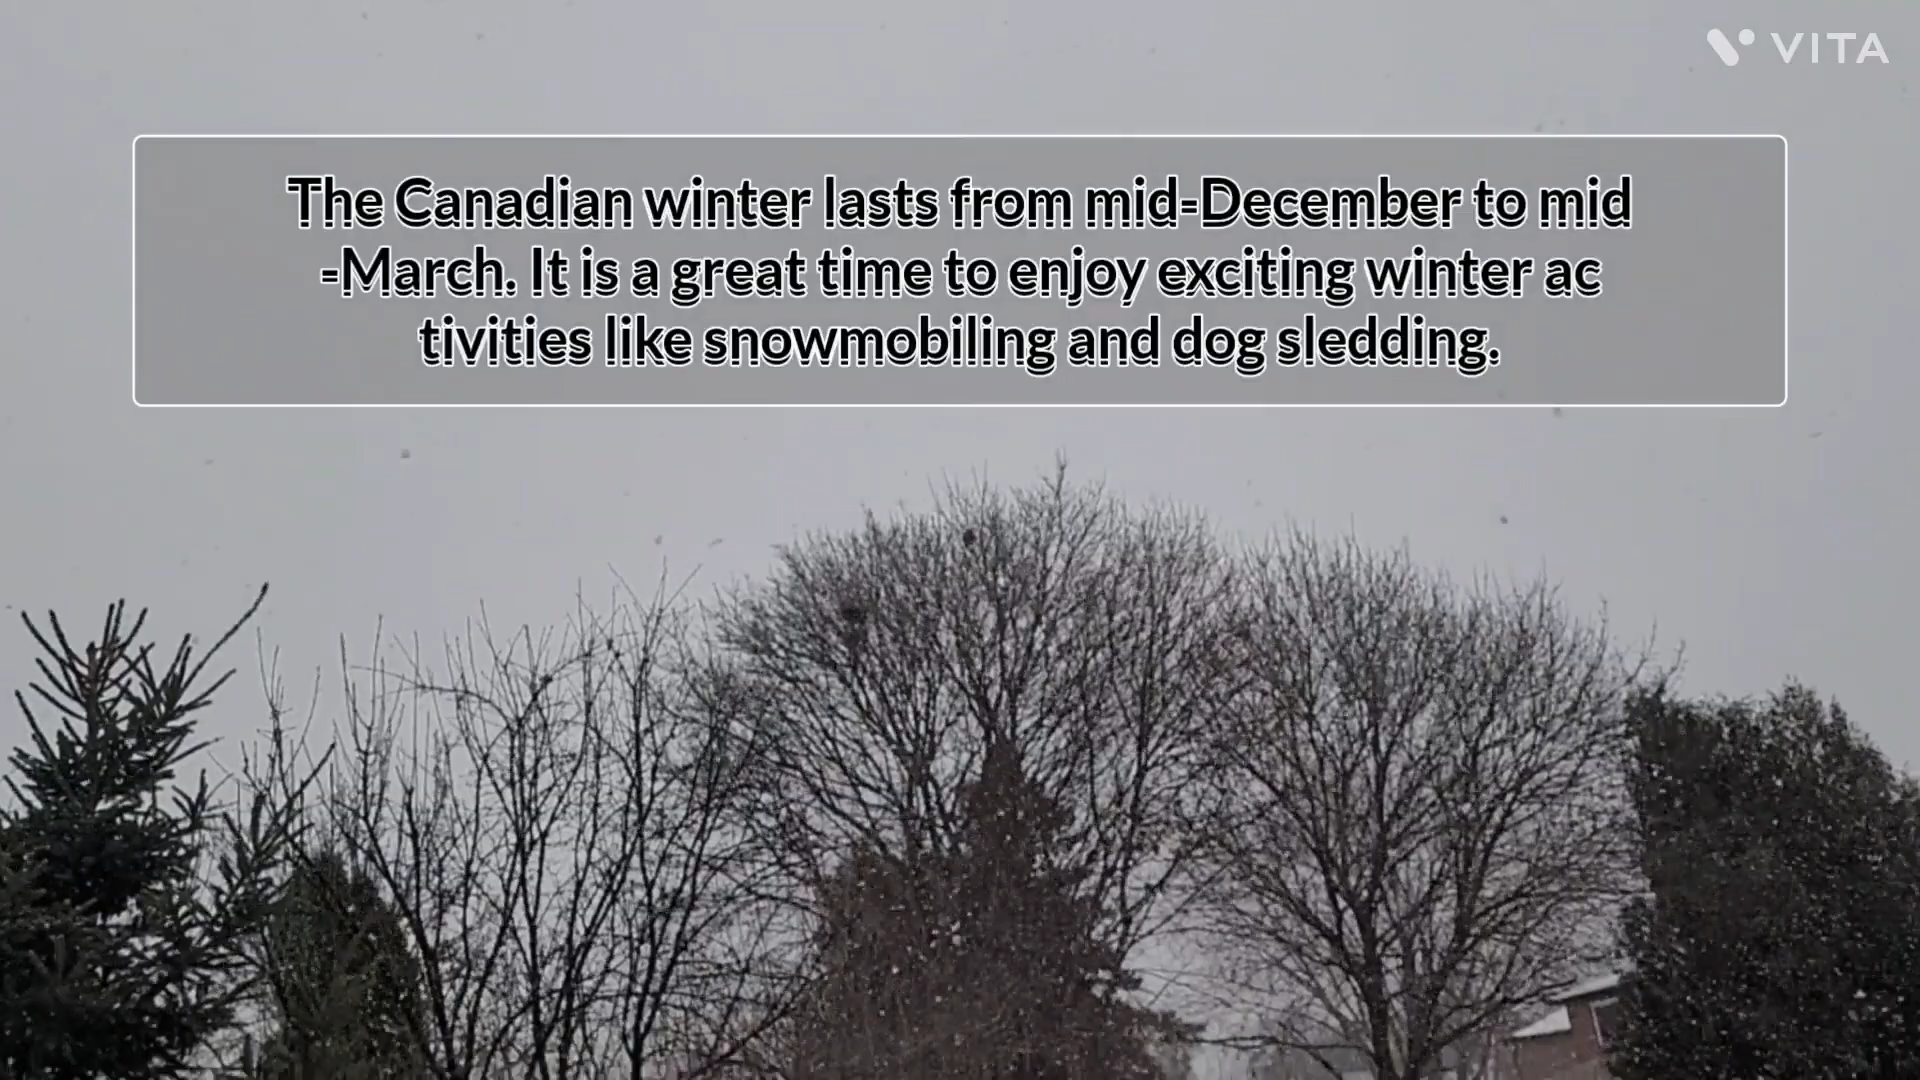 VITA
The Canadian winter lasts from mid-December to mid
-March. It is a great time to enjoy exciting winter ac
tivities like snowmobiling and dog sledding.